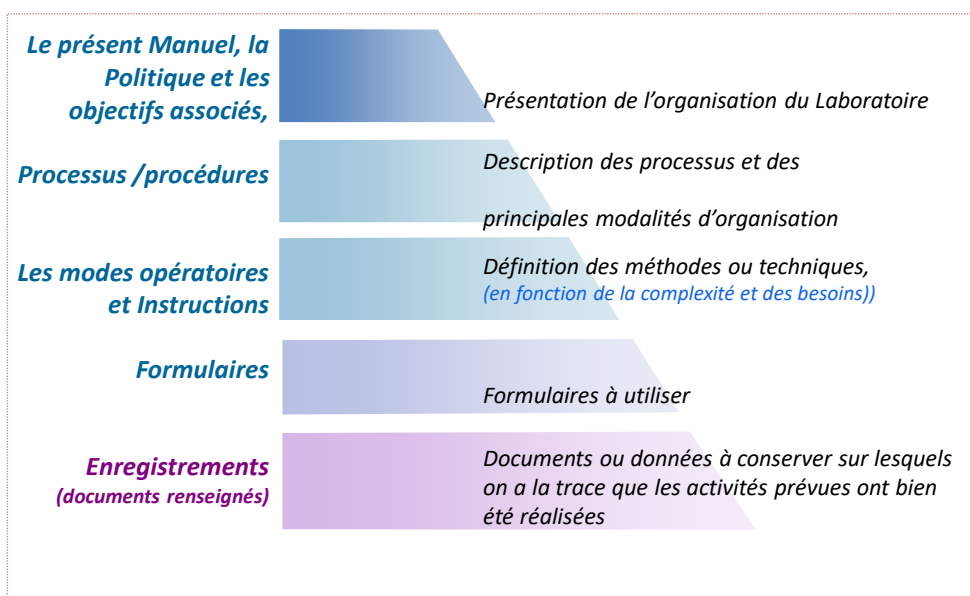 Le présent Manuel, la
Politique et les
objectifs associés,
Présentation de l’organisation du Laboratoire
Processus /procédures
Description des processus et des
principales modalités d’organisation
Les modes opératoires
et Instructions
Définition des méthodes ou techniques,
(en fonction de la complexité et des besoins))
Formulaires
Formulaires à utiliser
Enregistrements
(documents renseignés)
Documents ou données à conserver sur lesquels
on a la trace que les activités prévues ont bien
été réalisées